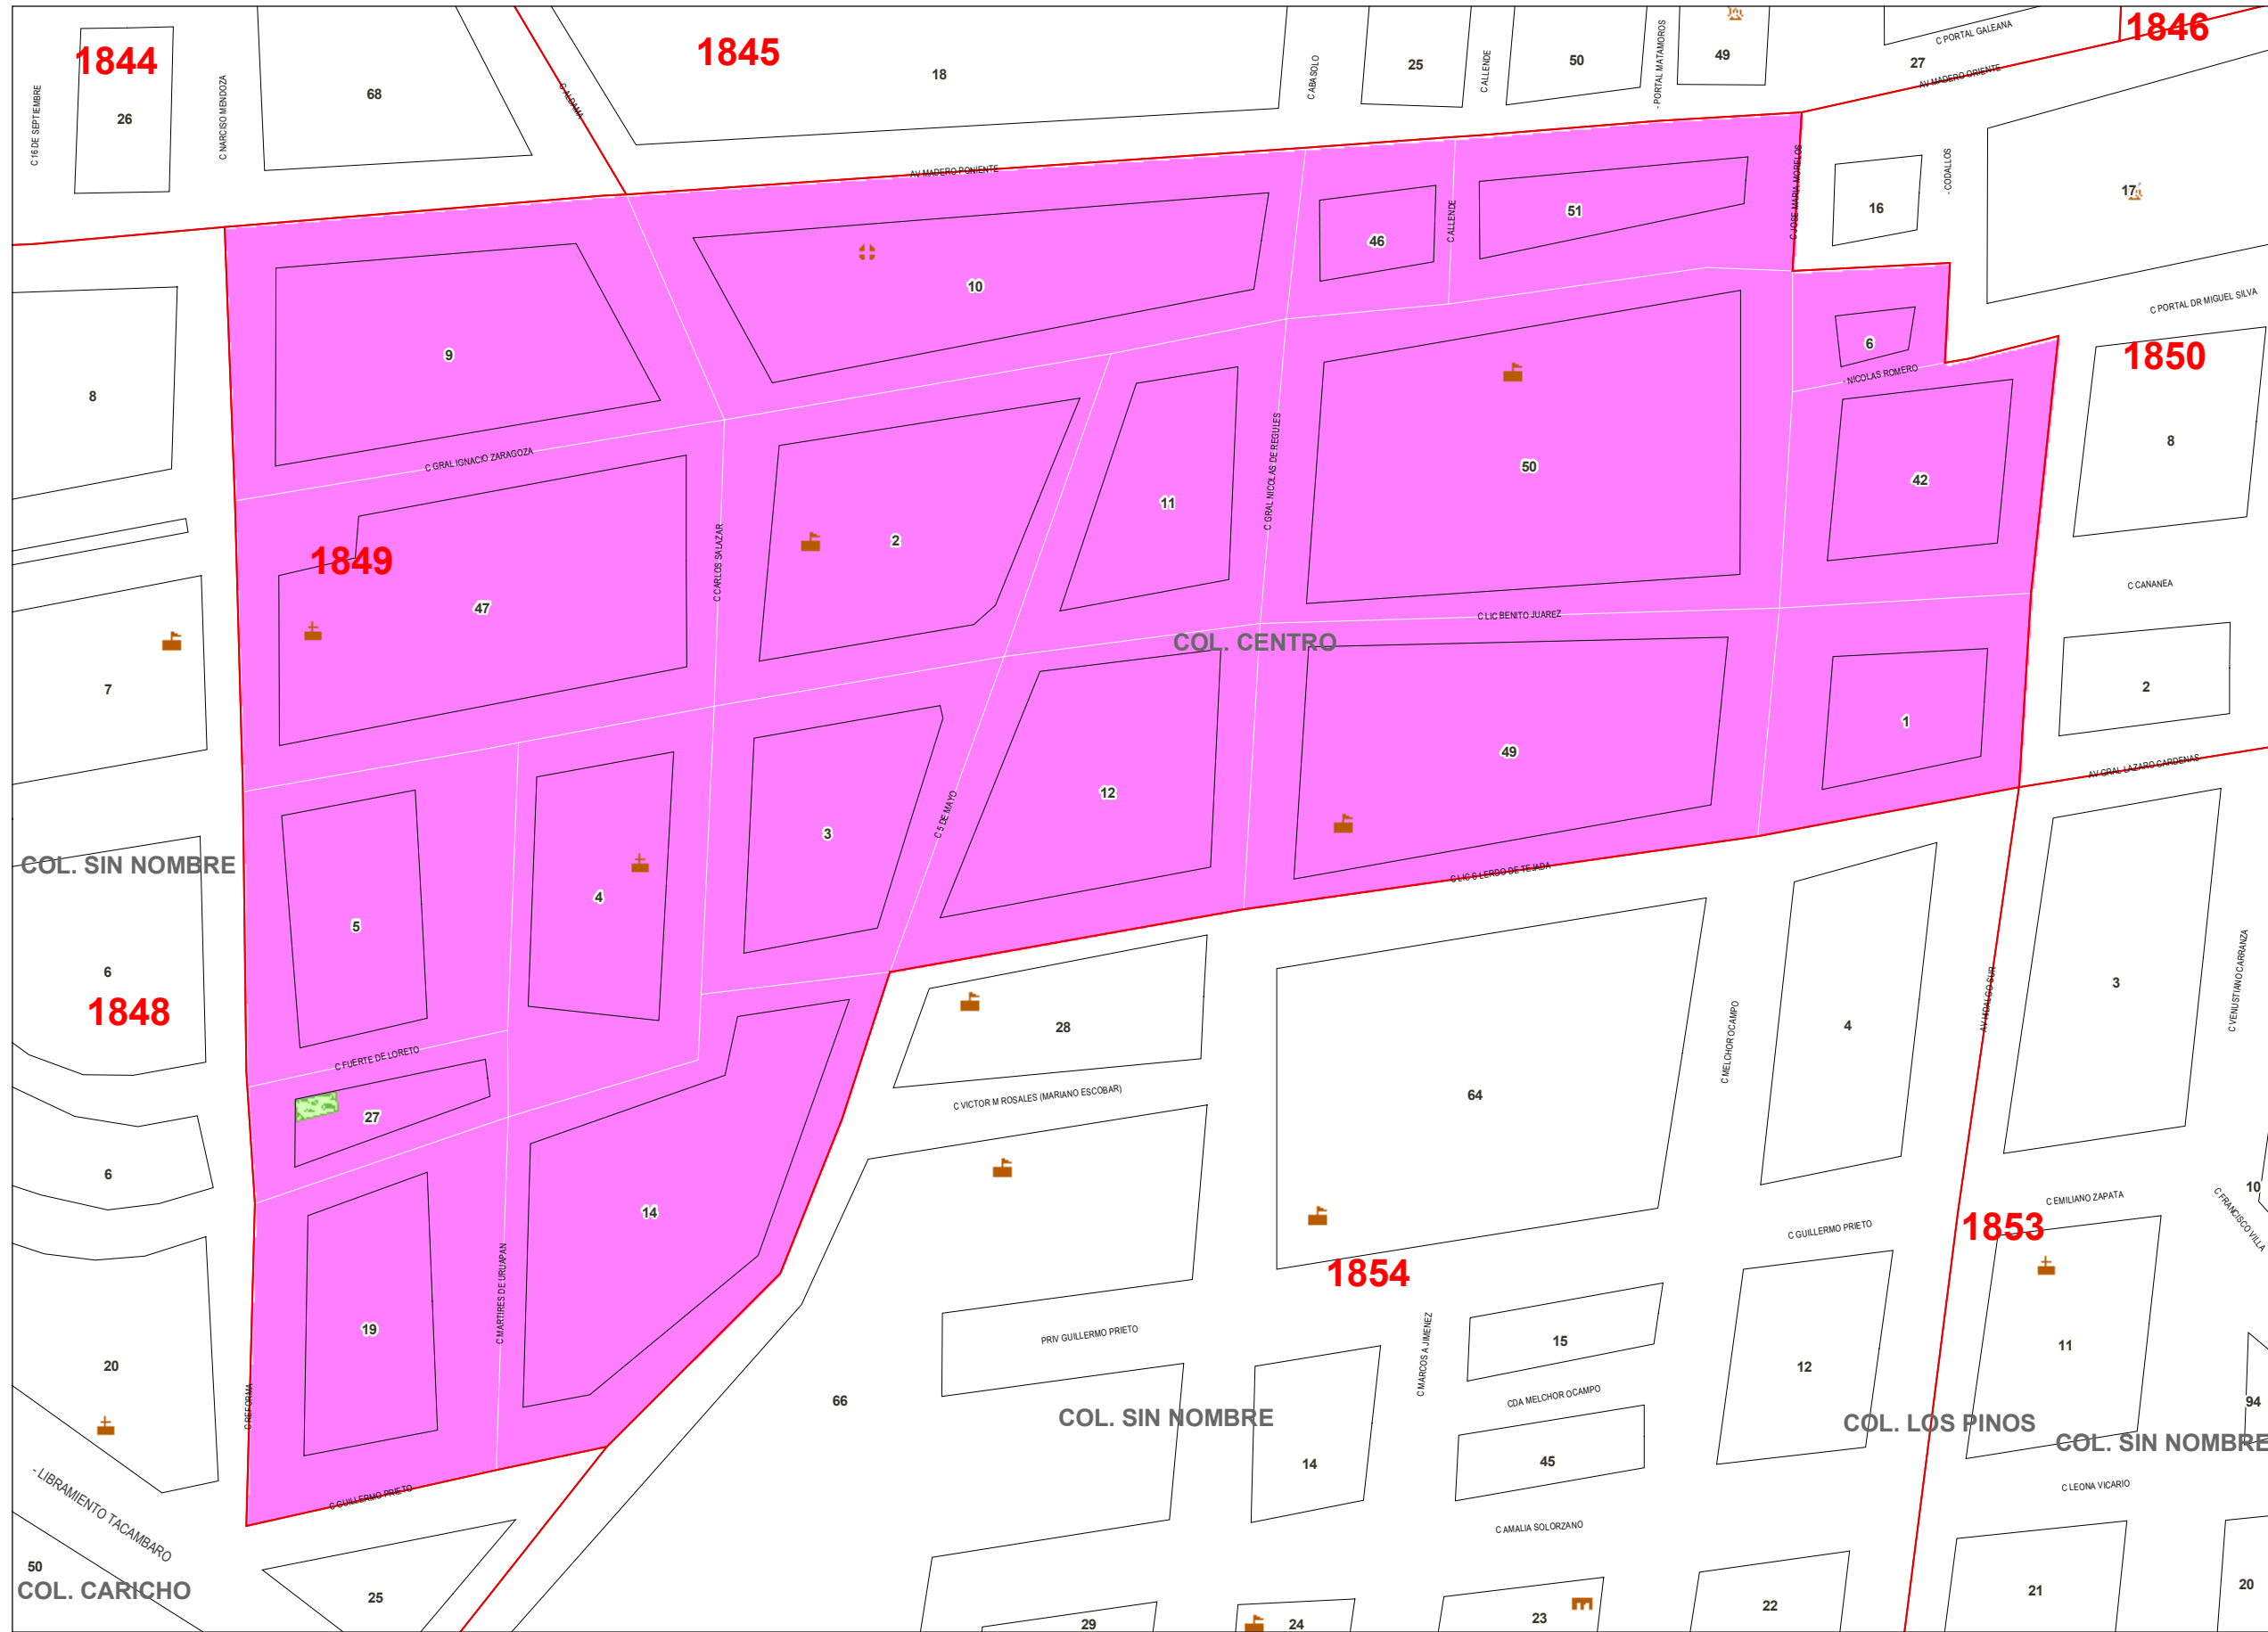 1844
1845
1846
C PORTAL GALEANA
49
50
25
18
27
68
26
C 16 DE SEPTIEMBRE
C NARCISO MENDOZA
C ALDAMA
C ABASOLO
C ALLENDE
- PORTAL MATAMOROS
AV MADERO ORIENTE
AV MADERO PONIENTE
C JOSE MARIA MORELOS
- CODALLOS
17
16
51
46
C ALLENDE
10
9
8
C PORTAL DR MIGUEL SILVA
6
1850
- NICOLAS ROMERO
8
42
C GRAL IGNACIO ZARAGOZA
C GRAL NICOLAS DE REGULES
50
11
2
C CARLOS SALAZAR
1849
47
C CANANEA
C LIC BENITO JUAREZ
COL. CENTRO
7
2
1
49
AV GRAL LAZARO CARDENAS
12
C 5 DE MAYO
3
COL. SIN NOMBRE
C LIC S LERDO DE TEJADA
4
5
6
1848
28
AV HIDALGO SUR
3
C VENUSTIANO CARRANZA
4
C MELCHOR OCAMPO
C FUERTE DE LORETO
C VICTOR M ROSALES (MARIANO ESCOBAR)
64
27
6
10
C EMILIANO ZAPATA
C FRANCISCO VILLA
14
1853
C GUILLERMO PRIETO
1854
C MARTIRES DE URUAPAN
19
PRIV GUILLERMO PRIETO
C MARCOS A JIMENEZ
15
11
12
20
C REFORMA
CDA MELCHOR OCAMPO
66
94
COL. SIN NOMBRE
COL. LOS PINOS
COL. SIN NOMBRE
14
45
C LEONA VICARIO
C GUILLERMO PRIETO
- LIBRAMIENTO TACAMBARO
C AMALIA SOLORZANO
50
COL. CARICHO
25
29
24
23
22
21
20